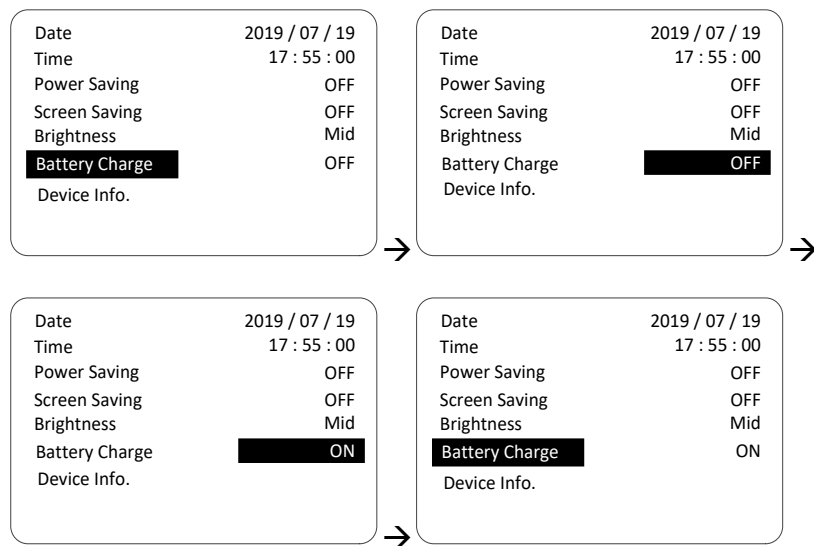 Date 2019 / 07 / 19
Time 17 : 55 : 00
Power Saving OFF
Screen Saving OFF
Brightness Mid
Battery Charge OFF
Device Info.
→
Date 2019 / 07 / 19
Time 17 : 55 : 00
Power Saving OFF
Screen Saving OFF
Brightness Mid
Battery Charge OFF
Device Info.
→
Date 2019 / 07 / 19
Time 17 : 55 : 00
Power Saving OFF
Screen Saving OFF
Brightness Mid
Battery Charge ON
Device Info.
→
Date 2019 / 07 / 19
Time 17 : 55 : 00
Power Saving OFF
Screen Saving OFF
Brightness Mid
Battery Charge ON
Device Info.